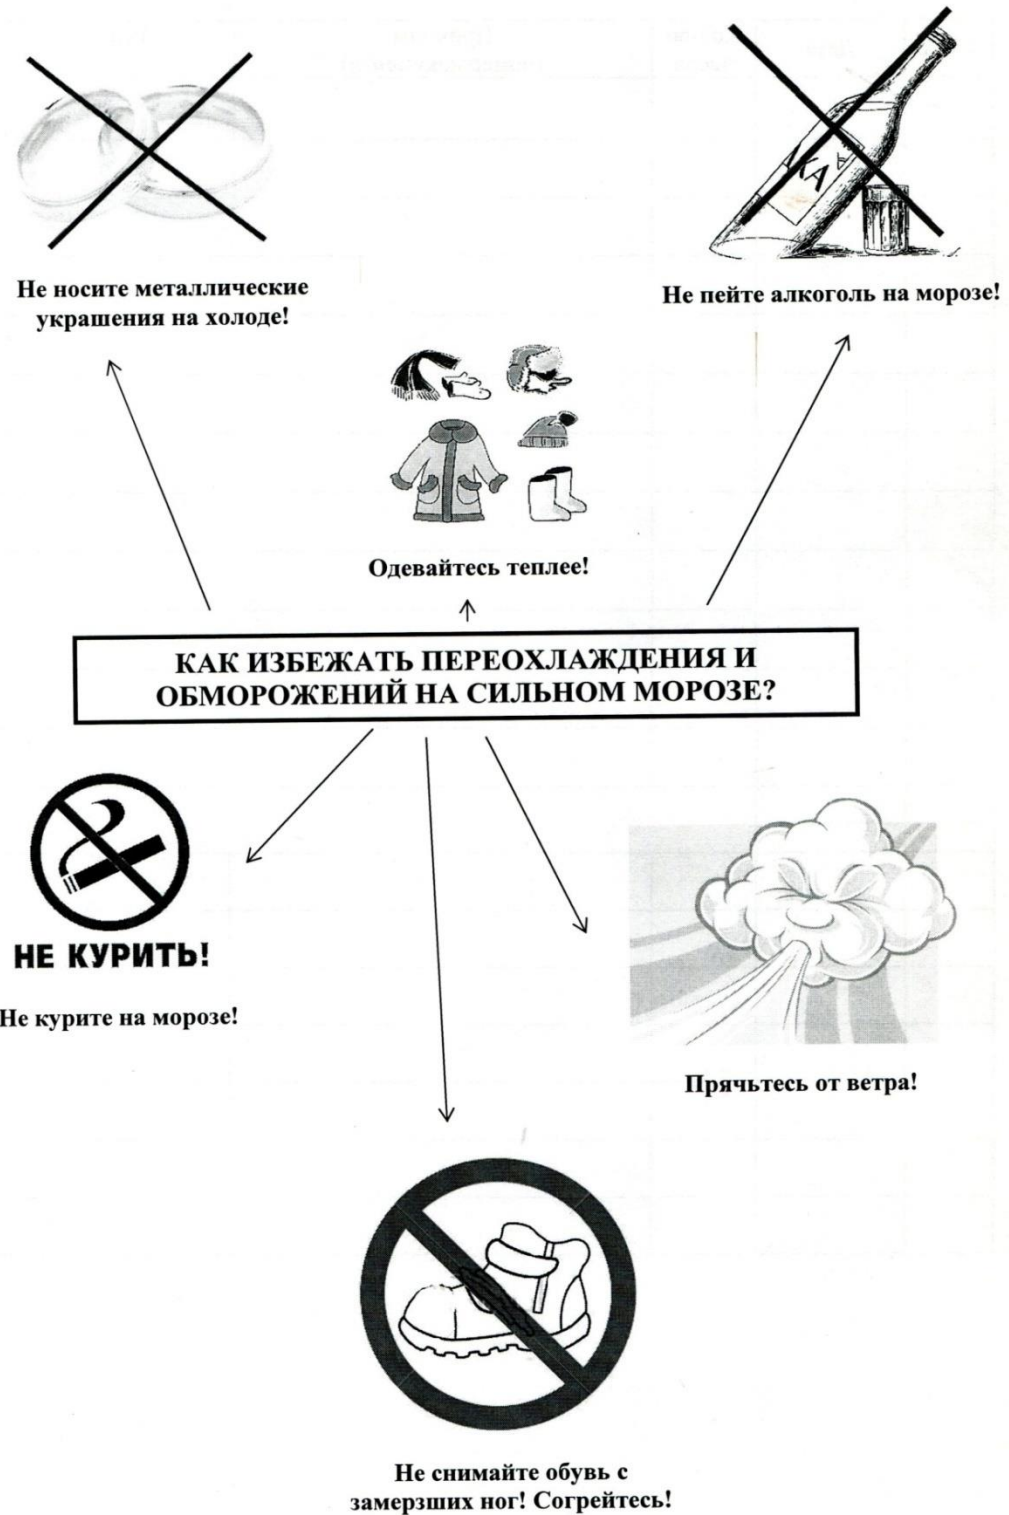 Не носите металлические
украшения на холоде!
КА
Не пейте алкоголь на морозе!
Одевайтесь теплее!
КАК ИЗБЕЖАТЬ ПЕРЕОХЛАЖДЕНИЯ И
ОБМОРОЖЕНИЙ НА СИЛЬНОМ МОРОЗЕ?
НЕ КУРИТЬ!
Не курите на морозе!
Прячьтесь от ветра!
Не снимайте обувь с
замерзших ног! Согрейтесь!